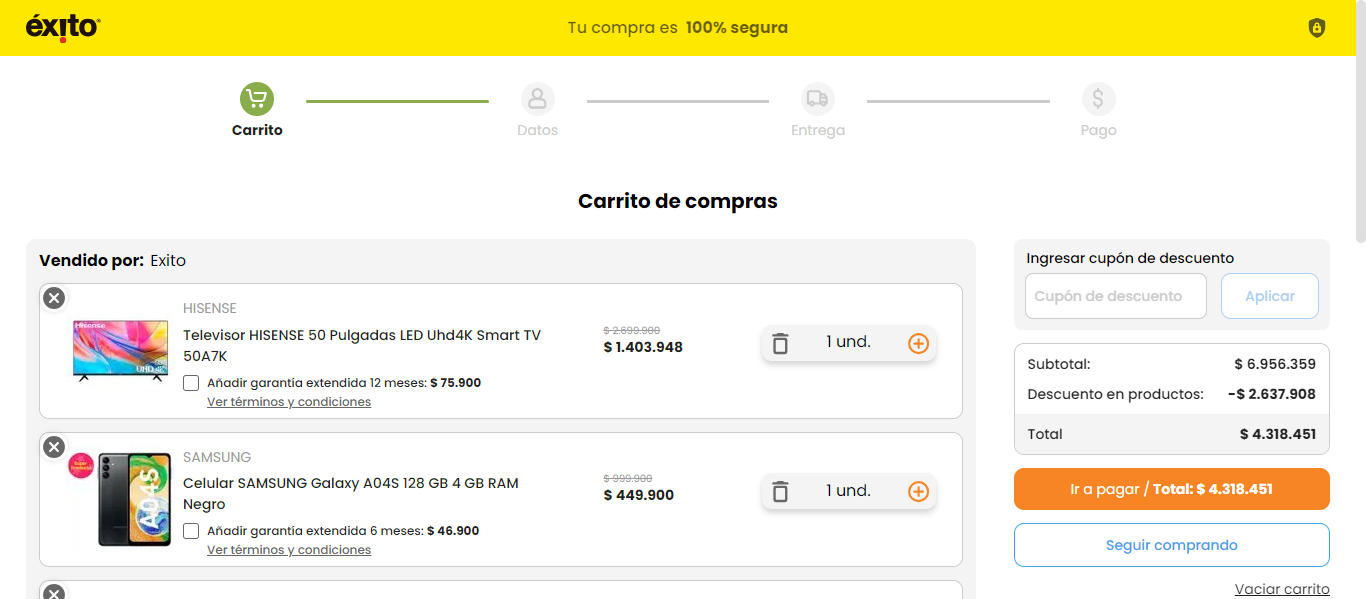 éxito
Tu compra es 100% segura
Carrito
Datos
Entrega
Pago
Carrito de compras
Vendido por: Exito
HISENSE
Televisor HISENSE 50 Pulgadas LED Uhd4K Smart TV
50A7K
Añadir garantía extendida 12 meses: $ 75.900
Ver términos y condiciones
$ 2.699.900
$ 1.403.948
1 und.
Hisense
UHD 4K
SAMSUNG
Celular SAMSUNG Galaxy A04S 128 GB 4 GB RAM
Negro
Añadir garantía extendida 6 meses: $ 46.900
Ver términos y condiciones
$ 999.900
$ 449.900
1 und.
A04S
Ingresar cupón de descuento
Cupón de descuento
Aplicar
Subtotal: $ 6.956.359
Descuento en productos: -$ 2.637.908
Total $ 4.318.451
Ir a pagar / Total: $ 4.318.451
Seguir comprando
Vaciar carrito